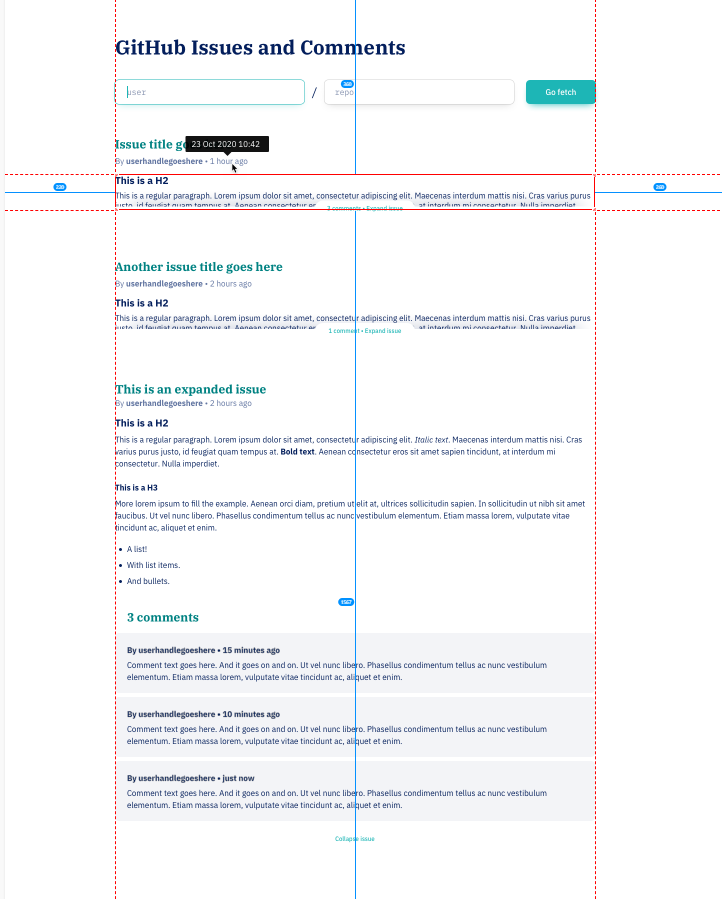 GitHub Issues and Comments
user / repo Go fetch
Issue title go
23 Oct 2020 10:42
By userhandlegoeshere • 1 hour ago
This is a H2
This is a regular paragraph. Lorem ipsum dolor sit amet, consectetur adipiscing elit. Maecenas interdum mattis nisi. Cras varius purus
justo, id feugiat quam tempus at. Aenean consectetur er at interdum mi consectetur. Nulla imperdiet.
3 comments • Expand issue
Another issue title goes here
By userhandlegoeshere • 2 hours ago
This is a H2
This is a regular paragraph. Lorem ipsum dolor sit amet, consectetur adipiscing elit. Maecenas interdum mattis nisi. Cras varius purus
justo, id feugiat quam tempus at. Aenean consectetur er at interdum mi consectetur. Nulla imperdiet.
1 comment • Expand issue
This is an expanded issue
By userhandlegoeshere • 2 hours ago
This is a H2
This is a regular paragraph. Lorem ipsum dolor sit amet, consectetur adipiscing elit. Italic text. Maecenas interdum mattis nisi. Cras
varius purus justo, id feugiat quam tempus at. Bold text. Aenean consectetur eros sit amet sapien tincidunt, at interdum mi
consectetur. Nulla imperdiet.
This is a H3
More lorem ipsum to fill the example. Aenean orci diam, pretium ut elit at, ultrices sollicitudin sapien. In sollicitudin ut nibh sit amet
faucibus. Ut nec libero. Phasellus condimentum tellus ac nunc vestibulum elementum. Etiam massa lorem, vulputate vitae
tincidunt ac, aliquet et enim.
• A list!
• With list items.
• And bullets.
1567
3 comments
By userhandlegoeshere • 15 minutes ago
Comment text goes here. And it goes on and on. Ut vel nunc libero. Phasellus condimentum tellus ac nunc vestibulum
elementum. Etiam massa lorem, vulputate vitae tincidunt ac, aliquet et enim.
By userhandlegoeshere • 10 minutes ago
Comment text goes here. And it goes on and on. Ut vel nunc libero. Phasellus condimentum tellus ac nunc vestibulum
elementum. Etiam massa lorem, vulputate vitae tincidunt ac, aliquet et enim.
By userhandlegoeshere • just now
Comment text goes here. And it goes on and on. Ut vel nunc libero. Phasellus condimentum tellus ac nunc vestibulum
elementum. Etiam massa lorem, vulputate vitae tincidunt ac, aliquet et enim.
Collapse issue